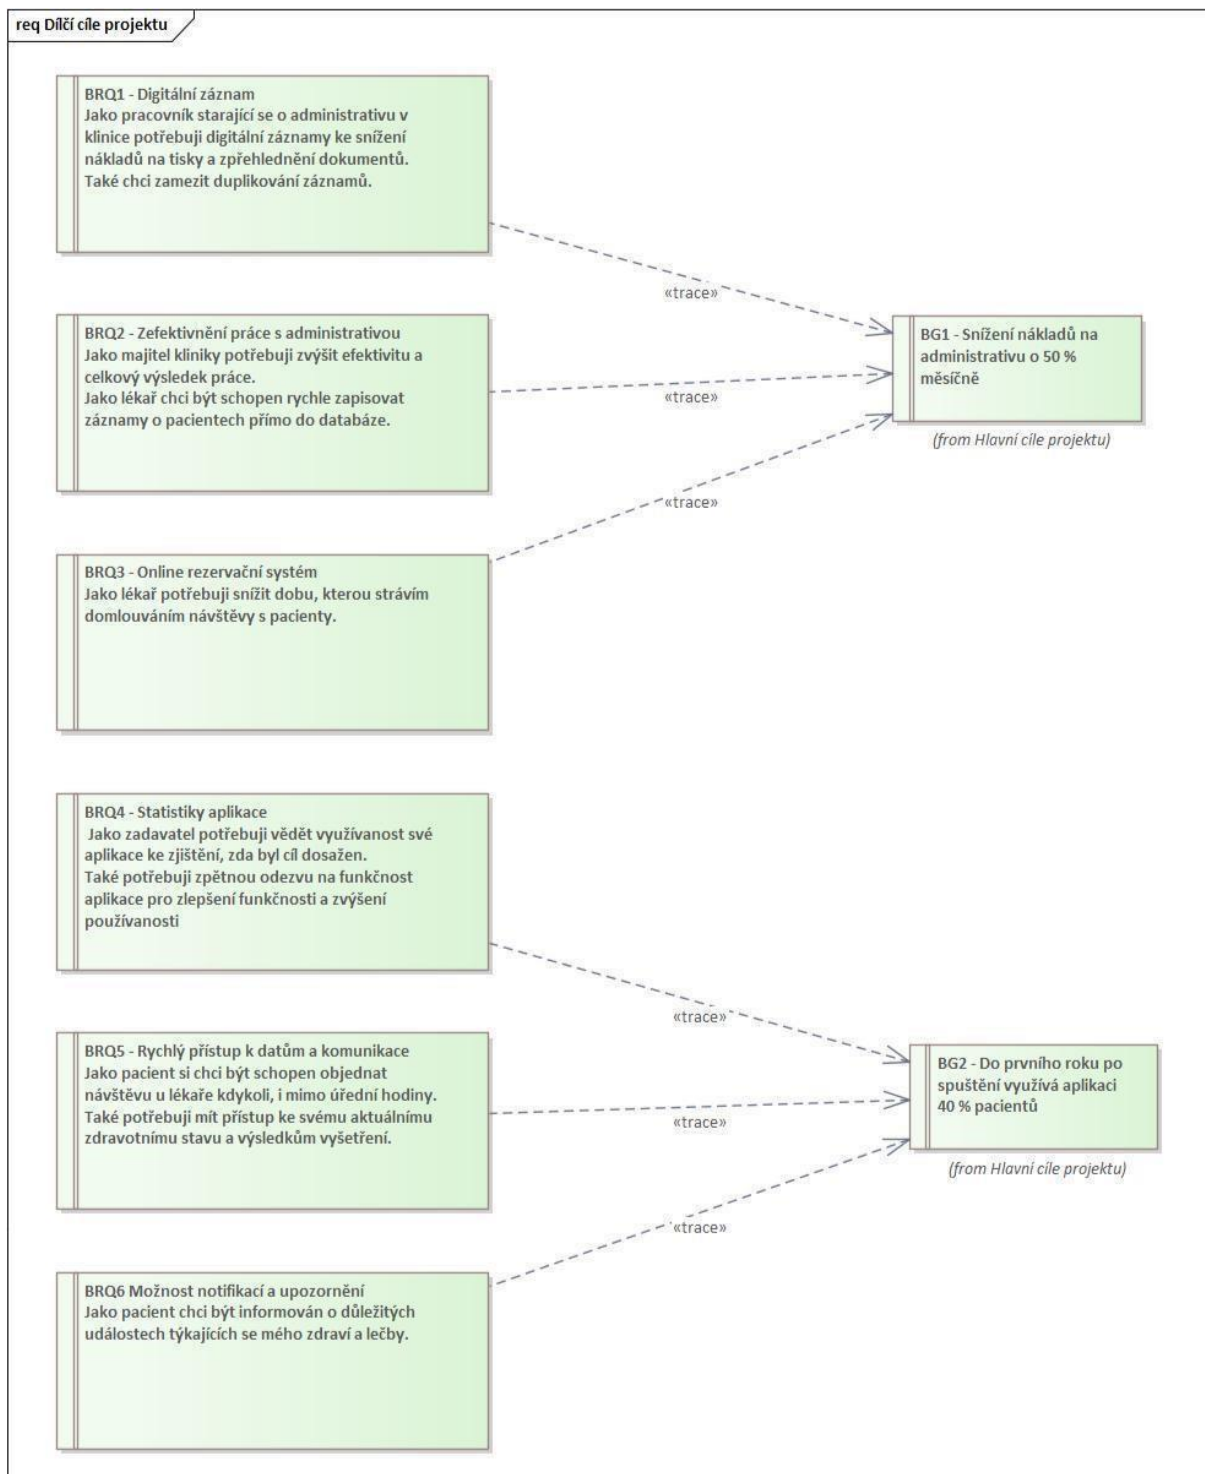 req Dílčí cíle projektu
BRQ1 - Digitální záznam
Jako pracovník starající se o administrativu v
klinice potřebuji digitální záznamy ke snížení
nákladů na tisky a zpřehlednění dokumentů.
Také chci zamezit duplikování záznamů.
«trace»
BRQ2 - Zefektivnění práce s administrativou
Jako majitel kliniky potřebuji zvýšit efektivitu a
celkový výsledek práce.
Jako lékař chci být schopen rychle zapisovat
záznamy o pacientech přímo do databáze.
«trace»
BG1 - Snížení nákladů na
administrativu o 50 %
měsíčně
(from Hlavní cíle projektu)
«trace»
BRQ3 - Online rezervační systém
Jako lékař potřebuji snížit dobu, kterou strávím
domlouváním návštěvy s pacienty.
BRQ4 - Statistiky aplikace
Jako zadavatel potřebuji vědět využívanost své
aplikace ke zjištění, zda byl cíl dosažen.
Také potřebuji zpětnou odezvu na funkčnost
aplikace pro zlepšení funkčnosti a zvýšení
používanosti
«trace»
BRQ5 - Rychlý přístup k datům a komunikace
Jako pacient si chci být schopen objednat
návštěvu u lékaře kdykoli, i mimo úřední hodiny.
Také potřebuji mít přístup ke svému aktuálnímu
zdravotnímu stavu a výsledkům vyšetření.
«trace»
BG2 - Do prvního roku po
spuštění využívá aplikaci
40 % pacientů
(from Hlavní cíle projektu)
«trace»
BRQ6 Možnost notifikací a upozornění
Jako pacient chci být informován o důležitých
událostech týkajících se mého zdraví a lečby.